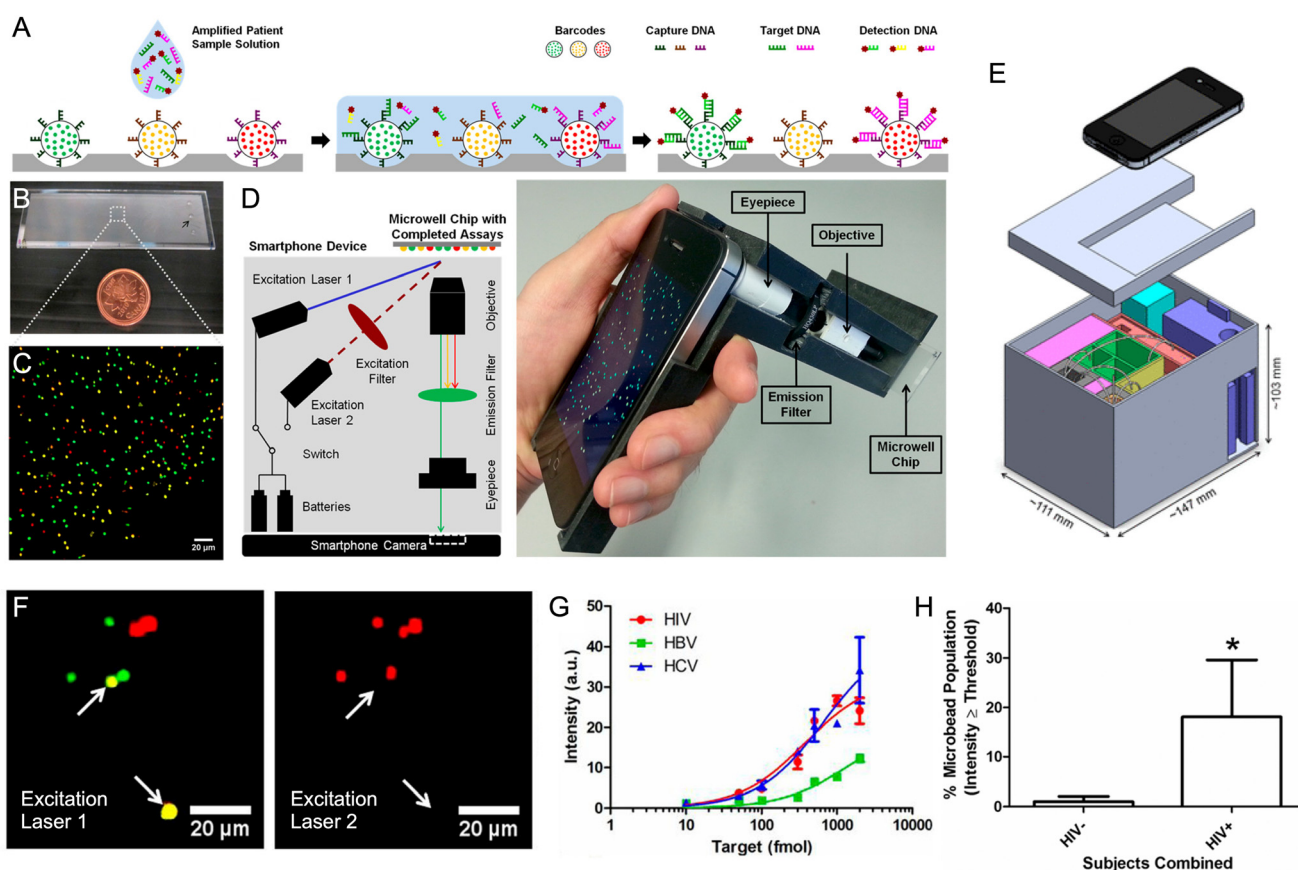 A
Amplified Patient
Sample Solution
Barcodes
Capture DNA
Target DNA
Detection DNA
B
C
20 µm
D
Microwell Chip with
Completed Assays
Smartphone Device
Excitation Laser 1
Excitation
Filter
Excitation
Laser 2
Switch
Batteries
Objective
Emission Filter
Eyepiece
Smartphone Camera
Eyepiece
Objective
Emission
Filter
Microwell
Chip
E
~103 mm
~111 mm
~147 mm
F
Excitation
Laser 1
20 µm
Excitation
Laser 2
20 µm
G
Intensity (a.u.)
50
40
30
20
10
0
HIV
HBV
HCV
1
10
100
1000
10000
Target (fmol)
H
% Microbead Population
(Intensity ≥ Threshold)
40
30
20
10
0
*
HIV-
HIV+
Subjects Combined